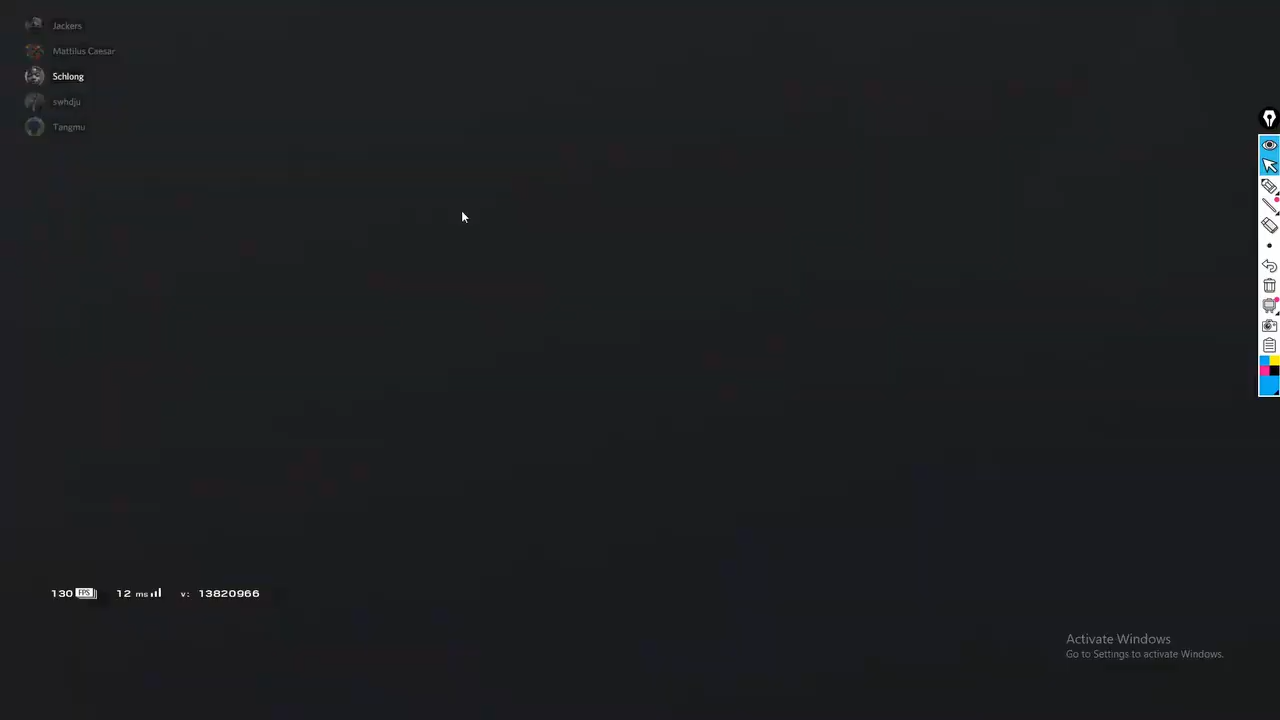 Jackers
Mattilus Caesar
Schlong
swhdju
Tangmu
130 FPS 12 ms v: 13820966
Activate Windows
Go to Settings to activate Windows.